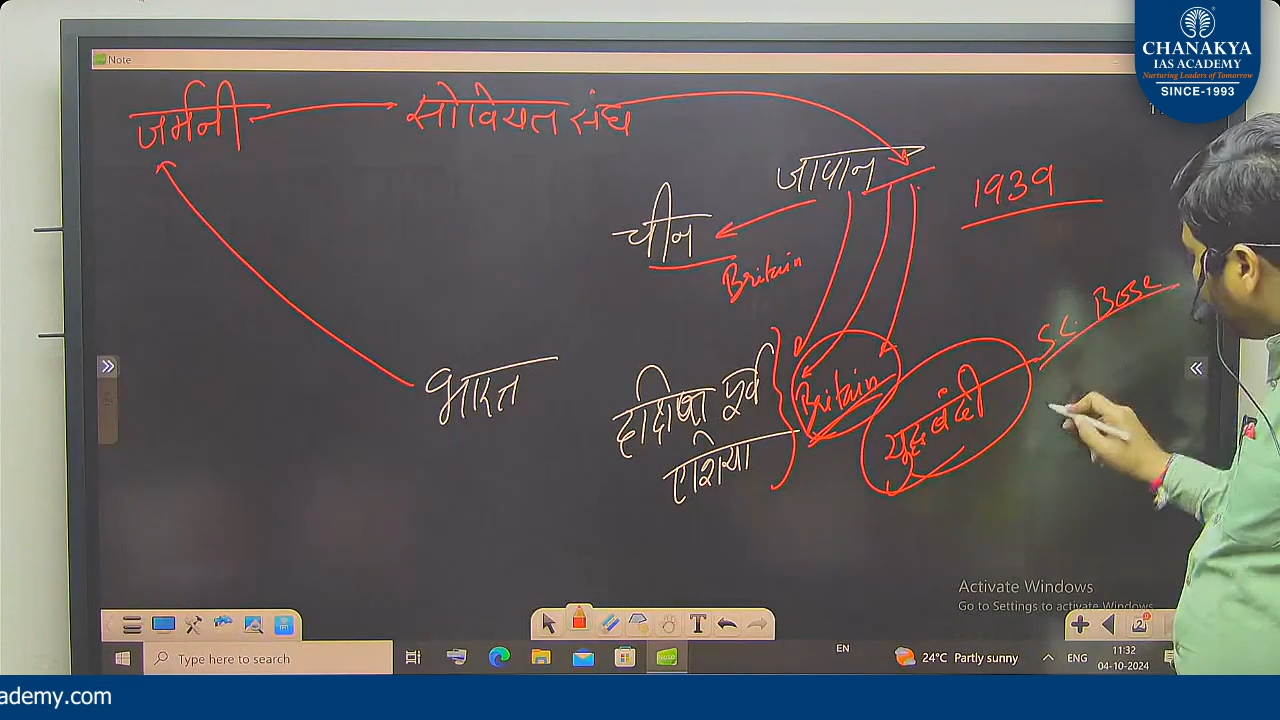 CHANAKYA
IAS ACADEMY
Nurturing Leaders of Tomorrow
SINCE-1993
Note
जर्मनी
सोवियत संघ
जापान
1939
चीन
Britain
S.C. Bose
भारत
दक्षिण पूर्व
एशिया
Britain
युद्धबंदी
Activate Windows
Go to Settings to activate Windows.
T
2
Type here to search
EN
24°C Partly sunny
ENG
11:32
04-10-2024
ademy.com